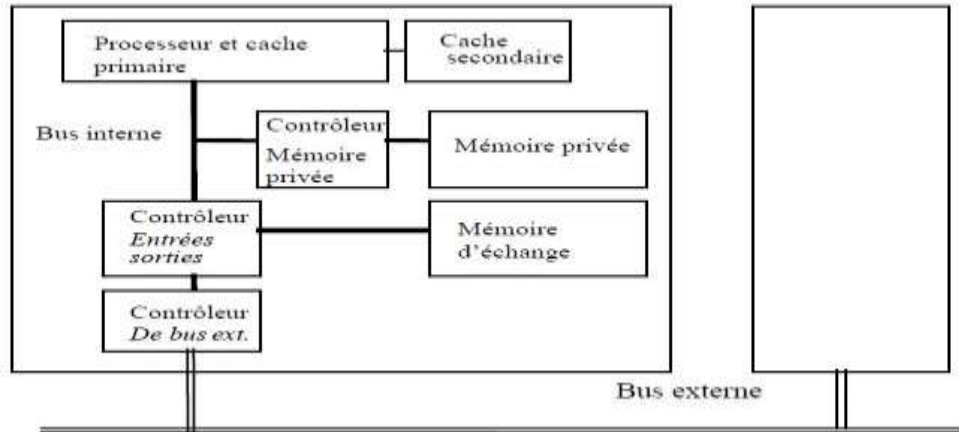 Processeur et cache
primaire
Cache
secondaire
Bus interne
Contrôleur
Mémoire
privée
Mémoire privée
Contrôleur
Entrées
sorties
Mémoire
d'échange
Contrôleur
De bus ext.
Bus externe